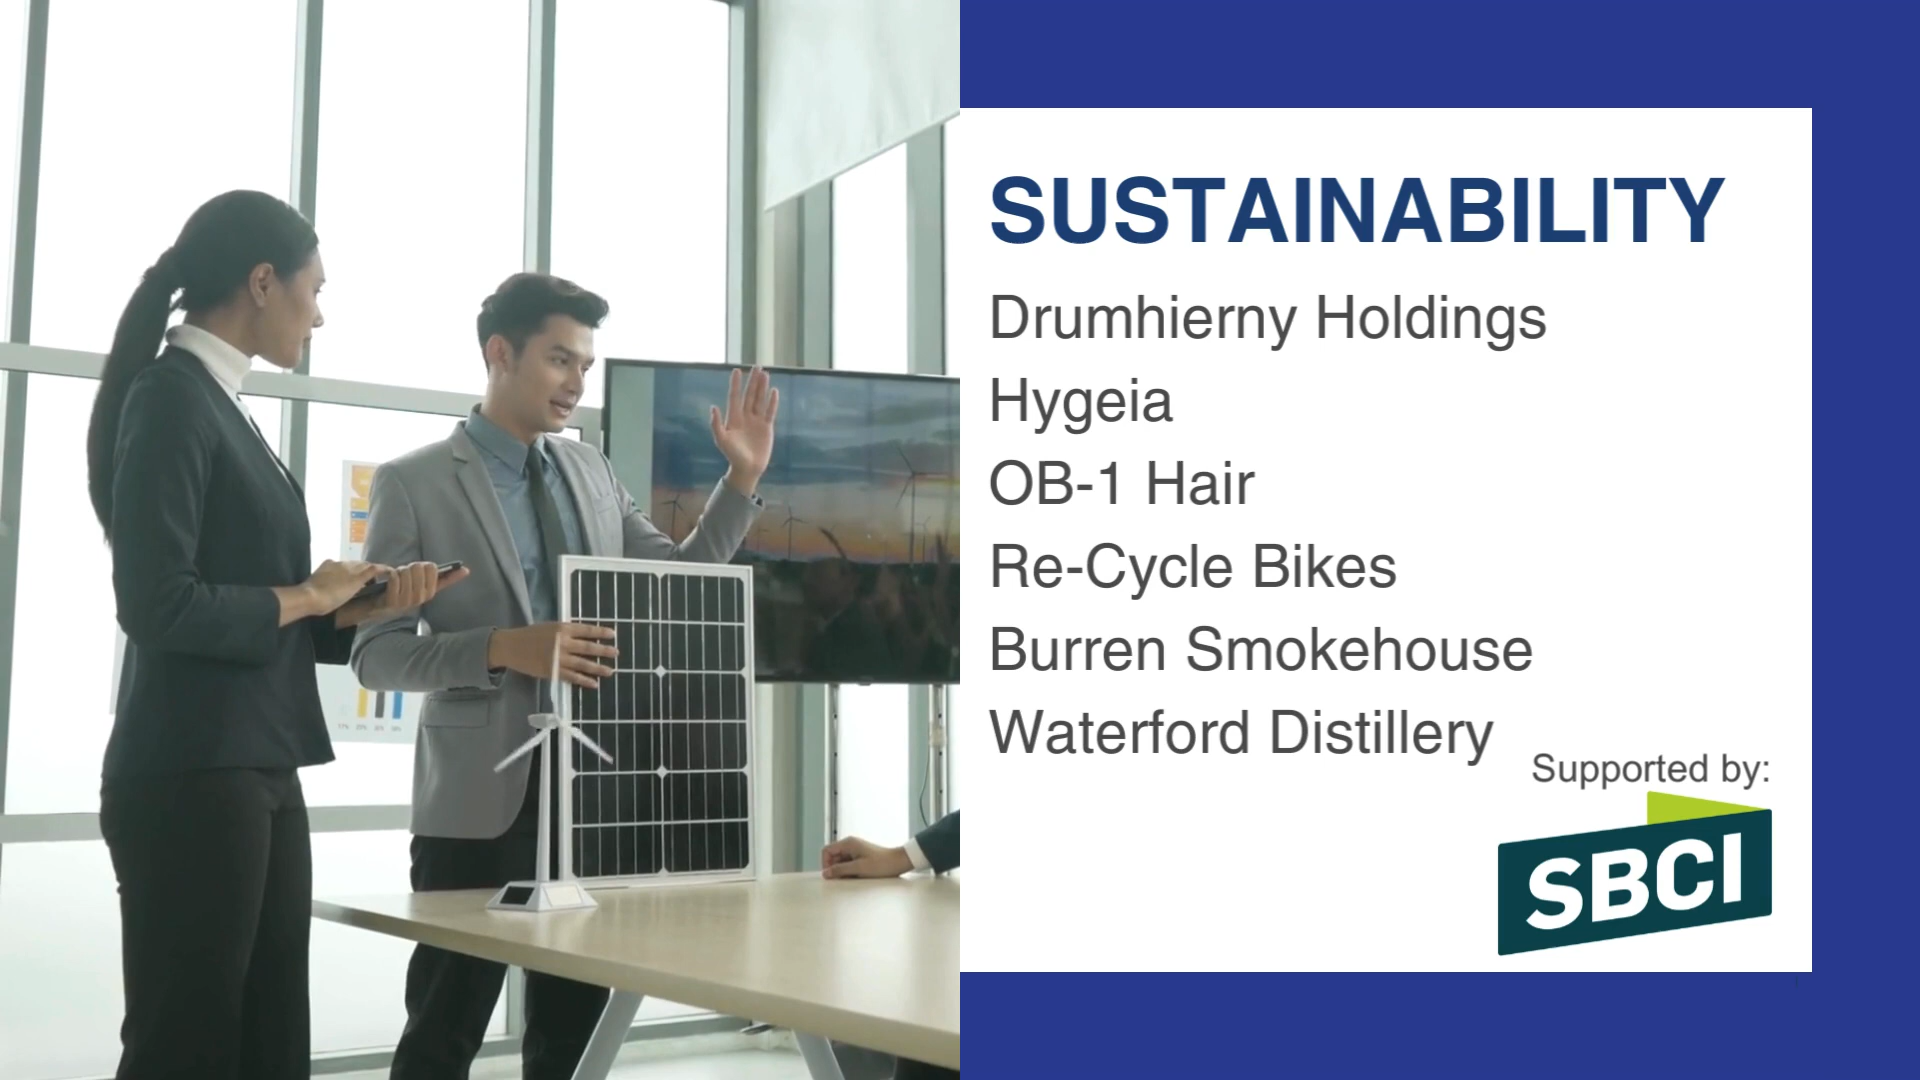 SUSTAINABILITY
Drumhierny Holdings
Hygeia
OB-1 Hair
Re-Cycle Bikes
Burren Smokehouse
Waterford Distillery
Supported by:
SBCI